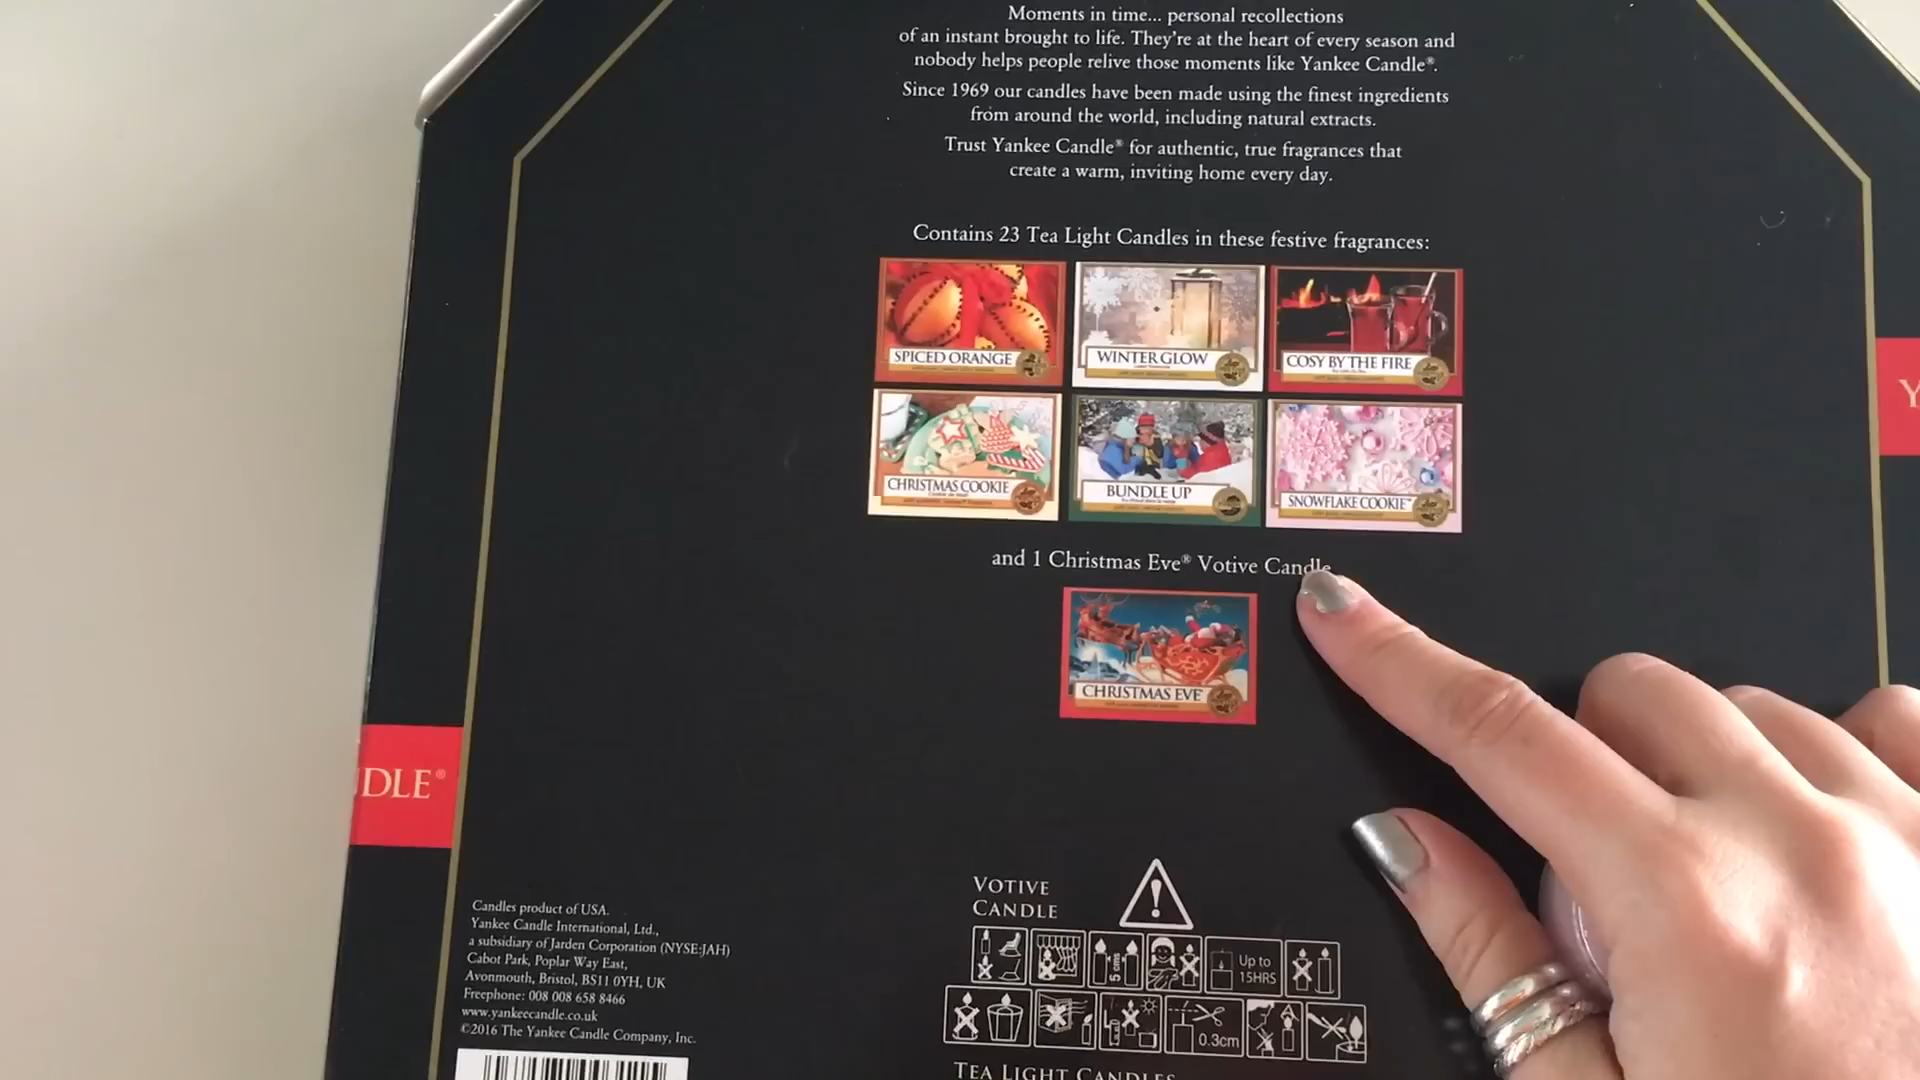 Moments in time... personal recollections
of an instant brought to life. They're at the heart of every season and
nobody helps people relive those moments like Yankee Candle®.
Since 1969 our candles have been made using the finest ingredients
from around the world, including natural extracts.
Trust Yankee Candle® for authentic, true fragrances that
create a warm, inviting home every day.
Contains 23 Tea Light Candles in these festive fragrances:
SPICED ORANGE
WINTER GLOW
COSY BY THE FIRE
CHRISTMAS COOKIE
BUNDLE UP
SNOWFLAKE COOKIE™
and 1 Christmas Eve® Votive Candle
CHRISTMAS EVE
DLE®
Y
VOTIVE
CANDLE
5 cms
Up to
15HRS
0.3cm
TEA LIGHT CANDLES
Candles product of USA.
Yankee Candle International, Ltd.,
a subsidiary of Jarden Corporation (NYSE:JAH)
Cabot Park, Poplar Way East,
Avonmouth, Bristol, BS11 0YH, UK
Freephone: 008 008 658 8466
www.yankeecandle.co.uk
©2016 The Yankee Candle Company, Inc.